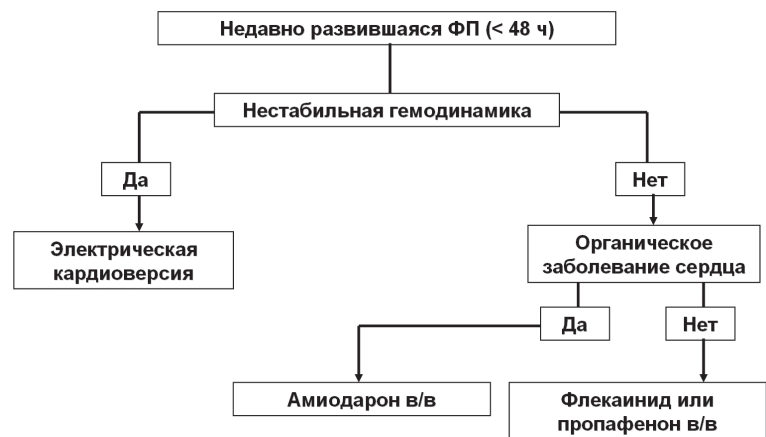 Недавно развившаяся ФП (< 48 ч)
Нестабильная гемодинамика
Да
Нет
Электрическая
кардиоверсия
Органическое
заболевание сердца
Да
Нет
Амиодарон в/в
Флекаинид или
пропафенон в/в